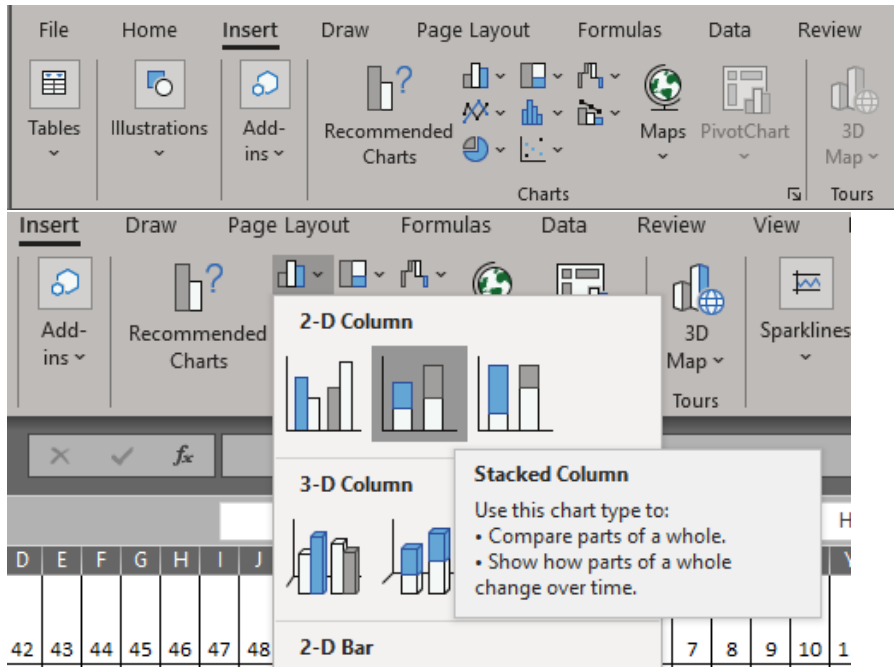 File Home Insert Draw Page Layout Formulas Data Review
Tables Illustrations Add-ins Recommended Charts Maps PivotChart 3D Map
Charts Tours
Insert Draw Page Layout Formulas Data Review View
Add-ins Recommended Charts 3D Map Sparklines
Tours
2-D Column
fx
Stacked Column
3-D Column
Use this chart type to:
• Compare parts of a whole.
• Show how parts of a whole
change over time.
D E F G H I J
42 43 44 45 46 47 48 2-D Bar 7 8 9 10